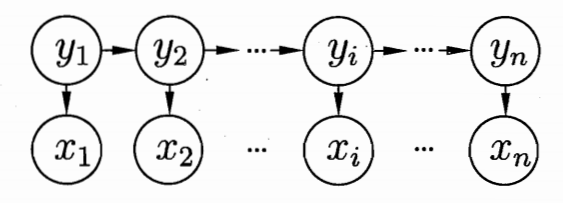 y₁ y₂ ... yᵢ ... yₙ
x₁ x₂ ... xᵢ ... xₙ